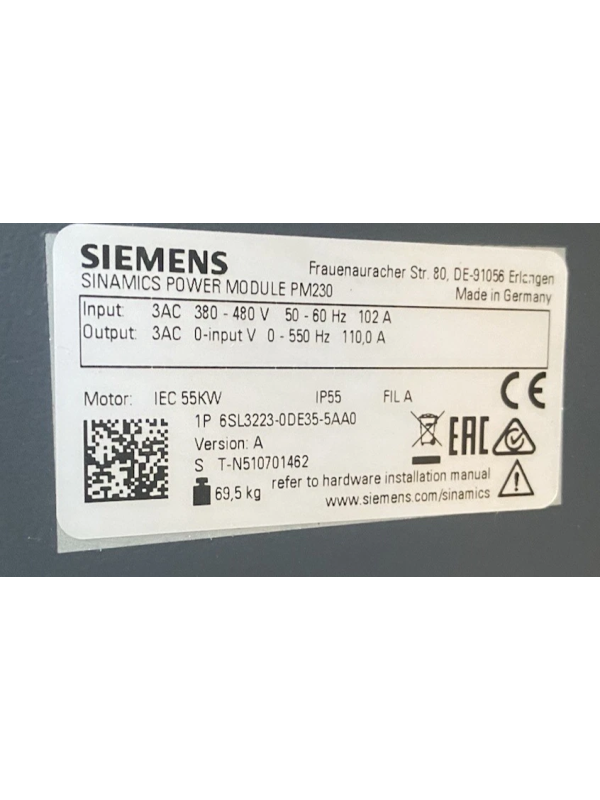 SIEMENS
Frauenauracher Str. 80, DE-91056 Erlangen
SINAMICS POWER MODULE PM230
Made in Germany
Input: 3AC 380 - 480 V 50 - 60 Hz 102 A
Output: 3AC 0-input V 0 - 550 Hz 110,0 A
Motor: IEC 55KW IP55 FIL A
CE
1P 6SL3223-0DE35-5AA0
Version: A
EAC
S T-N510701462
69,5 kg
refer to hardware installation manual
www.siemens.com/sinamics